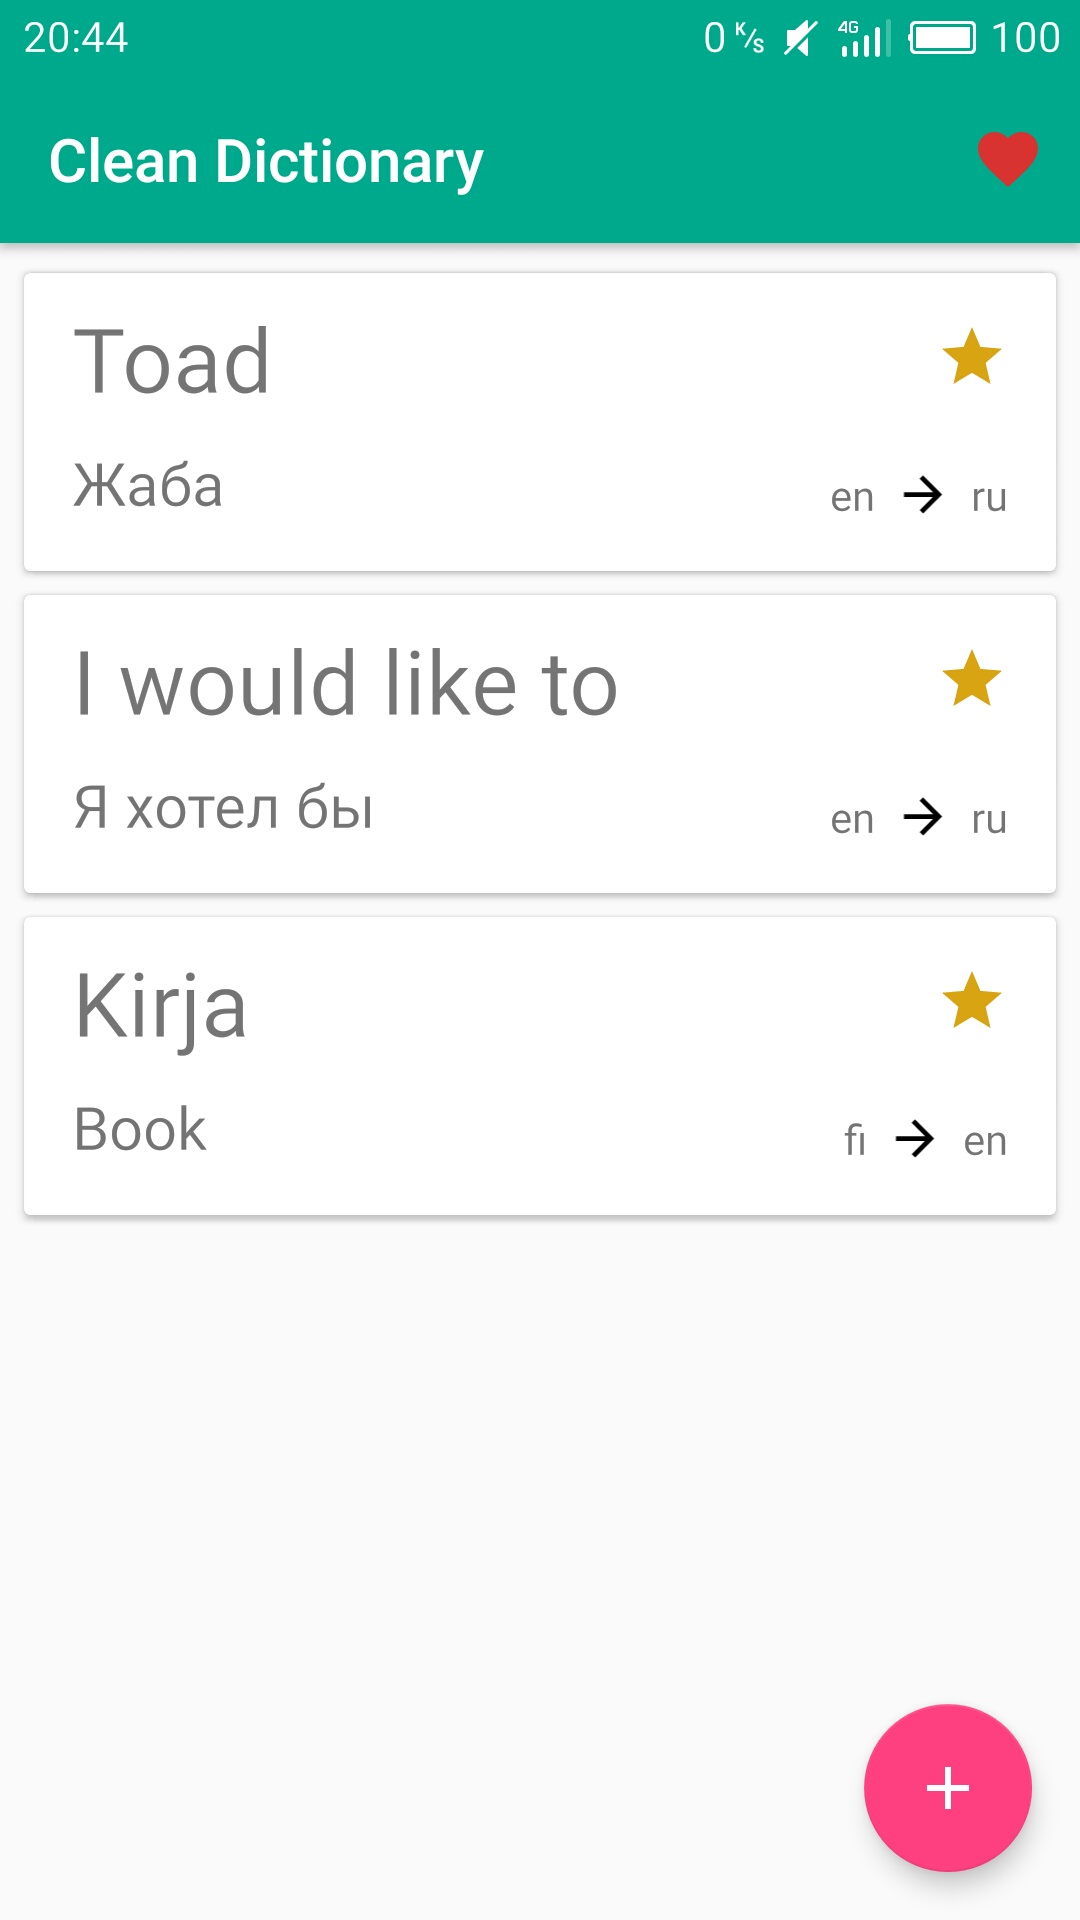 20:44 0 K/s 4G 100
Clean Dictionary
Toad
Жаба
en ru
I would like to
Я хотел бы
en ru
Kirja
Book
fi en